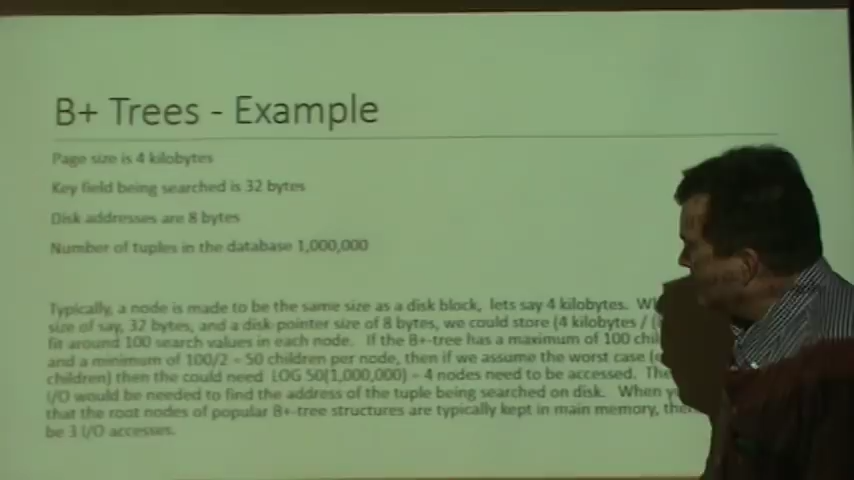 B+ Trees - Example
Page size is 4 kilobytes
Key field being searched is 32 bytes
Disk addresses are 8 bytes
Number of tuples in the database 1,000,000
Typically, a node is made to be the same size as a disk block, lets say 4 kilobytes.
size of say, 32 bytes, and a disk pointer size of 8 bytes, we could store (4 kilobytes / (
fit around 100 search values in each node. If the B+-tree has a maximum of 100
and a minimum of 100/2 = 50 children per node, then if we assume the worst case
children) then the could need LOG 50(1,000,000) = 4 nodes need to be accessed.
I/O would be needed to find the address of the tuple being searched on disk. When
that the root nodes of popular B+-tree structures are typically kept in main memory,
be 3 I/O accesses.